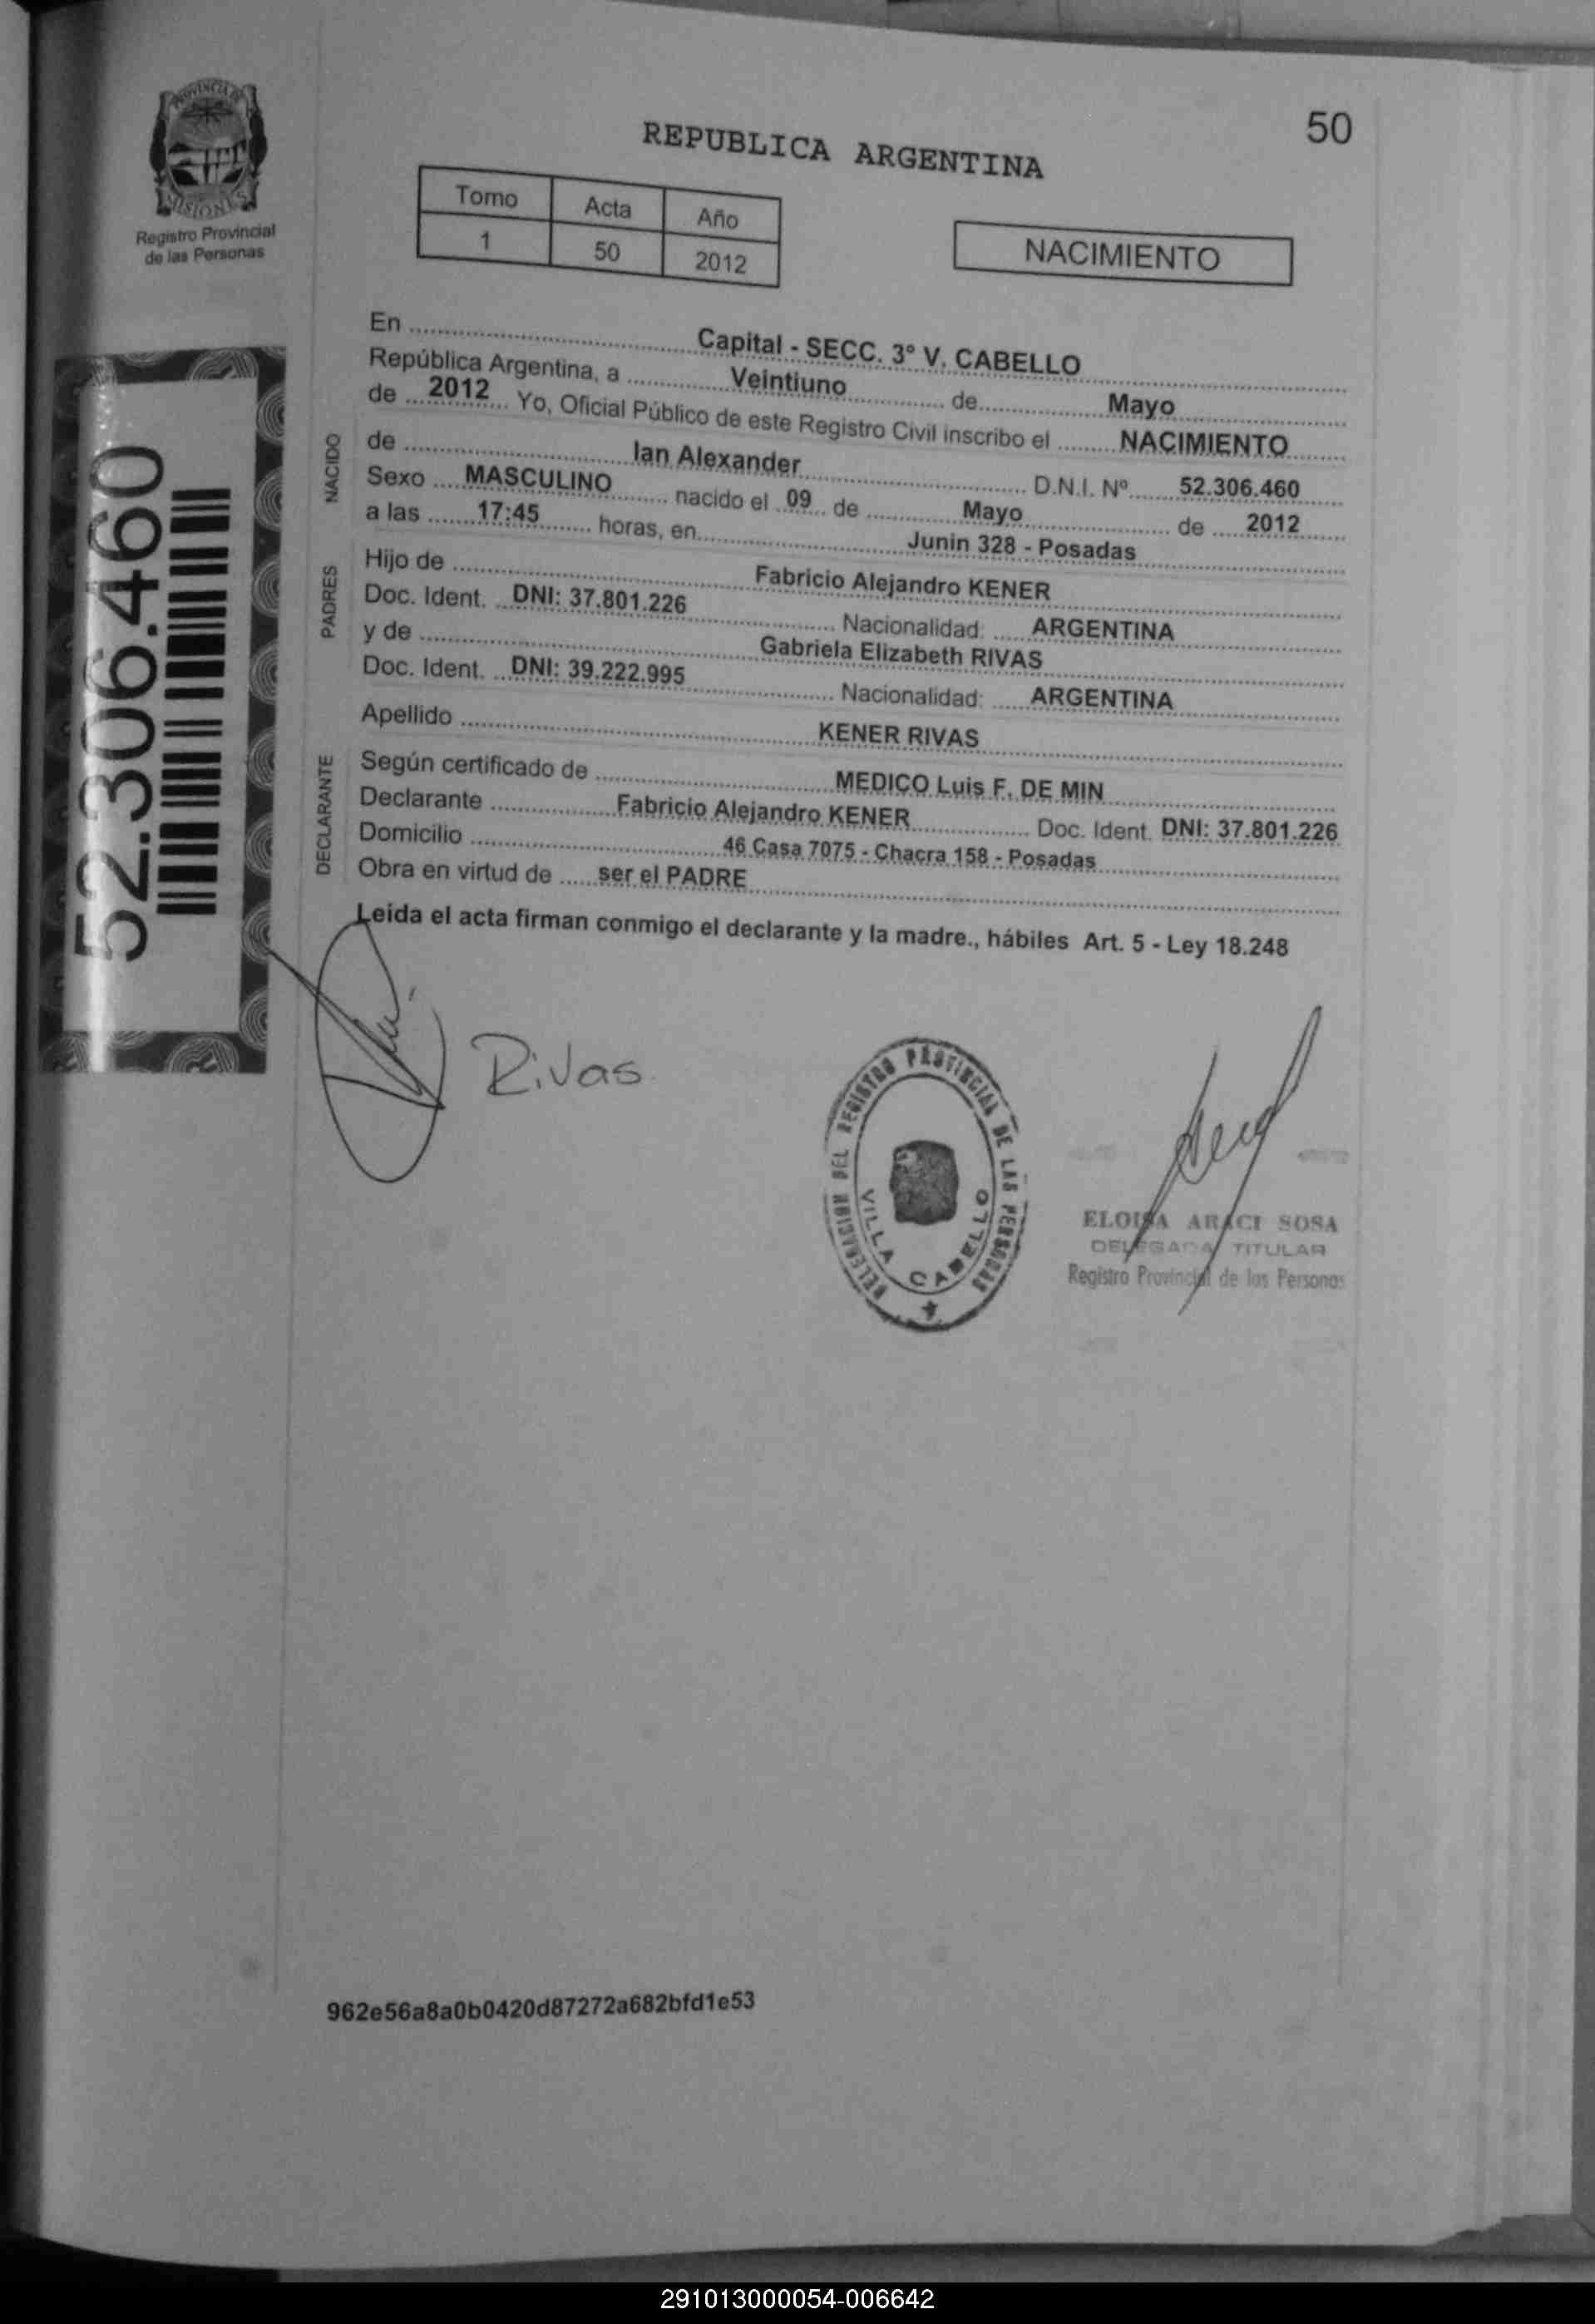 PROVINCIA DE
MISIONES
Registro Provincial
de las Personas
50
REPUBLICA ARGENTINA
Tomo Acta Año
1 50 2012
NACIMIENTO
En Capital - SECC. 3º V. CABELLO
República Argentina, a Veintiuno de Mayo
de 2012 Yo, Oficial Público de este Registro Civil inscribo el NACIMIENTO
NACIDO
de Ian Alexander D.N.I. Nº 52.306.460
Sexo MASCULINO nacido el 09 de Mayo de 2012
a las 17:45 horas, en Junin 328 - Posadas
PADRES
Hijo de Fabricio Alejandro KENER
Doc. Ident. DNI: 37.801.226 Nacionalidad: ARGENTINA
y de Gabriela Elizabeth RIVAS
Doc. Ident. DNI: 39.222.995 Nacionalidad: ARGENTINA
Apellido KENER RIVAS
DECLARANTE
Según certificado de MEDICO Luis F. DE MIN
Declarante Fabricio Alejandro KENER Doc. Ident. DNI: 37.801.226
Domicilio 46 Casa 7075 - Chacra 158 - Posadas
Obra en virtud de ser el PADRE
Leida el acta firman conmigo el declarante y la madre., hábiles Art. 5 - Ley 18.248
52.306.460
Rivas
DELEGACION DEL REGISTRO PROVINCIAL DE LAS PERSONAS
VILLA CABELLO
ELOISA ARACI SOSA
DELEGADA TITULAR
Registro Provincial de las Personas
962e56a8a0b0420d87272a682bfd1e53
291013000054-006642